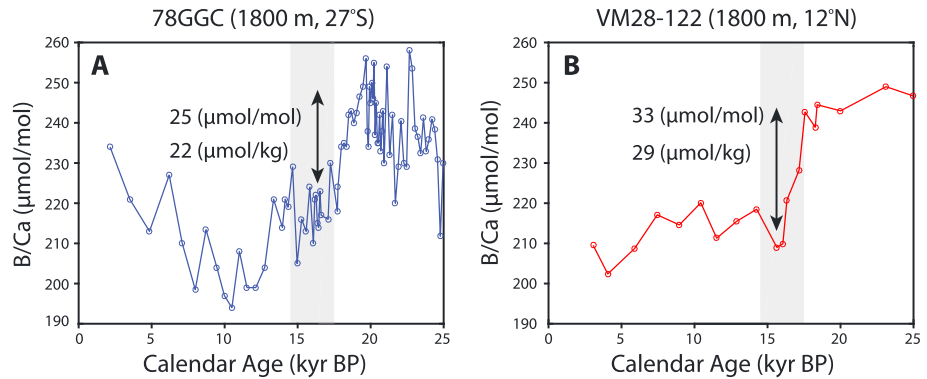 78GGC (1800 m, 27°S)
A
25 (µmol/mol)
22 (µmol/kg)
B/Ca (µmol/mol)
260
250
240
230
220
210
200
190
0
5
10
15
20
25
Calendar Age (kyr BP)
VM28-122 (1800 m, 12°N)
B
33 (µmol/mol)
29 (µmol/kg)
B/Ca (µmol/mol)
260
250
240
230
220
210
200
190
0
5
10
15
20
25
Calendar Age (kyr BP)